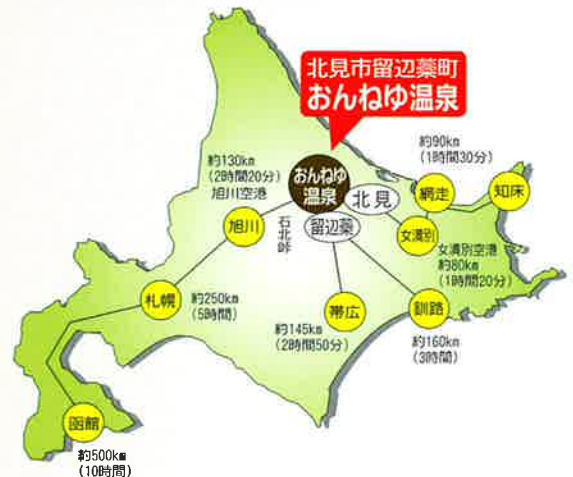 北見市留辺蘂町
おんねゆ温泉
約90km
(1時間30分)
約130km
(2時間20分)
旭川空港
おんねゆ
温泉
北見
網走
知床
旭川
石北峠
留辺蘂
女満別
女満別空港
約80km
(1時間20分)
札幌
約250km
(5時間)
帯広
約145km
(2時間50分)
釧路
約160km
(3時間)
函館
約500km
(10時間)